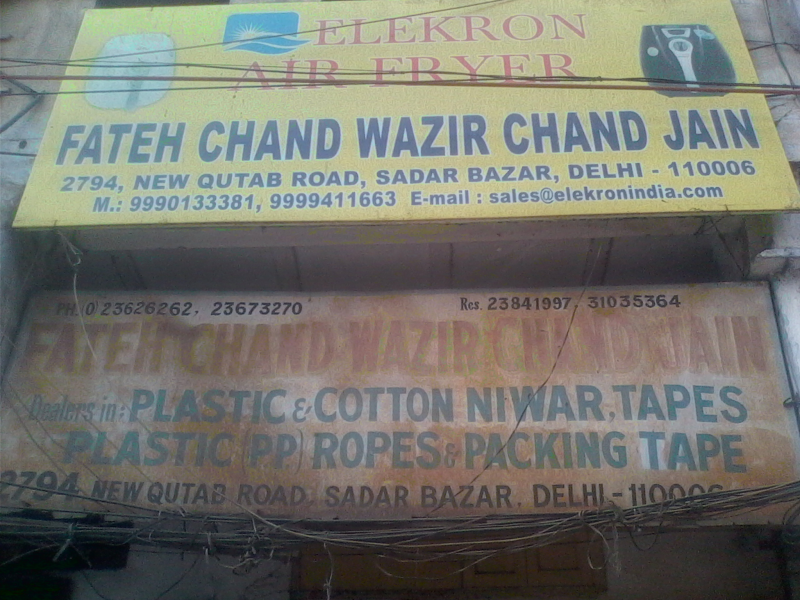 ELEKRON
AIR FRYER
FATEH CHAND WAZIR CHAND JAIN
2794, NEW QUTAB ROAD, SADAR BAZAR, DELHI - 110006
M.: 9990133381, 9999411663 E-mail : sales@elekronindia.com
PH.(O) 23626262, 23673270 Res. 23841997, 31035364
FATEH CHAND WAZIR CHAND JAIN
Dealers in: PLASTIC & COTTON NIWAR, TAPES
PLASTIC (PP) ROPES & PACKING TAPE
2794 NEW QUTAB ROAD, SADAR BAZAR, DELHI-110006